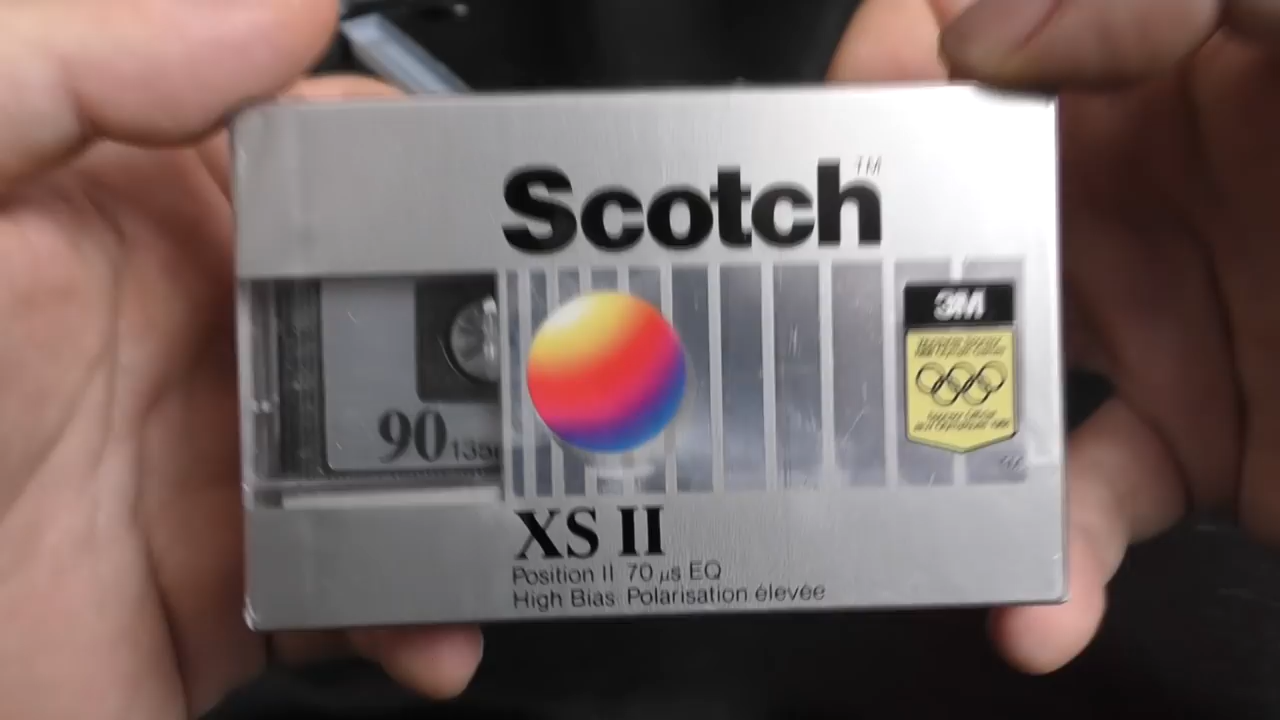 Scotch™
3M
90
XS II
Position II 70 µs EQ
High Bias Polarisation élevée